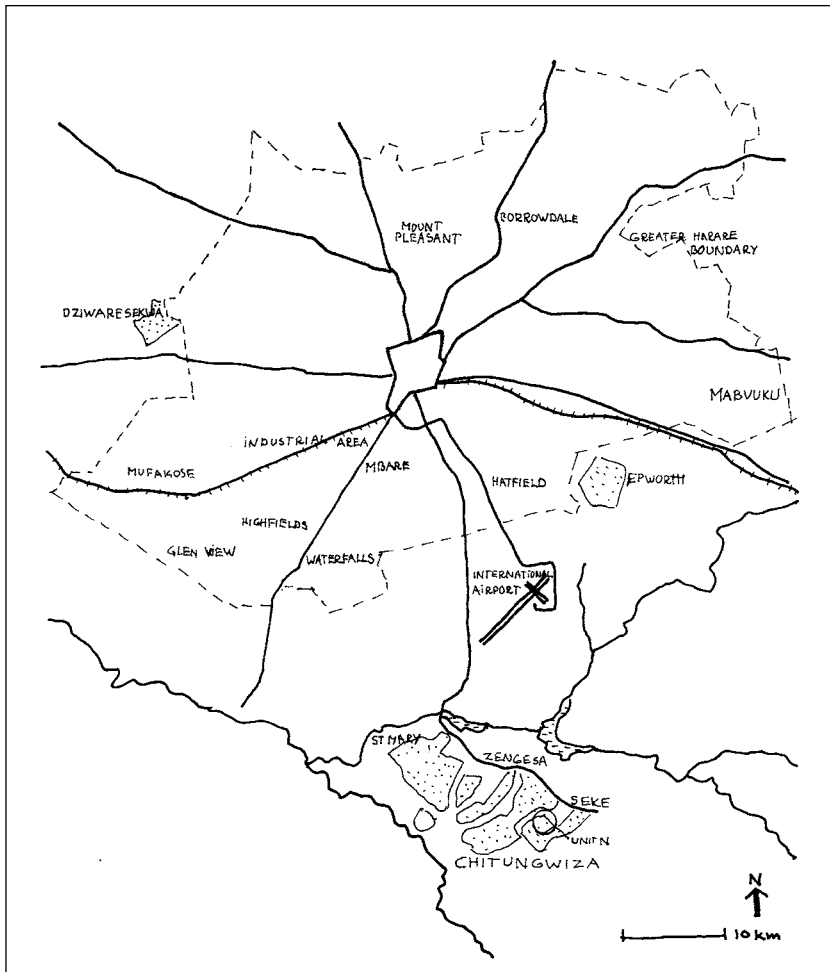 MOUNT
PLEASANT
BORROWDALE
GREATER HARARE
BOUNDARY
DZIWARESEKWA
MABVUKU
INDUSTRIAL AREA
MUFAKOSE
MBARE
HATFIELD
EPWORTH
HIGHFIELDS
GLEN VIEW
WATERFALLS
INTERNATIONAL
AIRPORT
ST MARY
ZENGESA
SEKE
UNIT N
CHITUNGWIZA
N
10 km